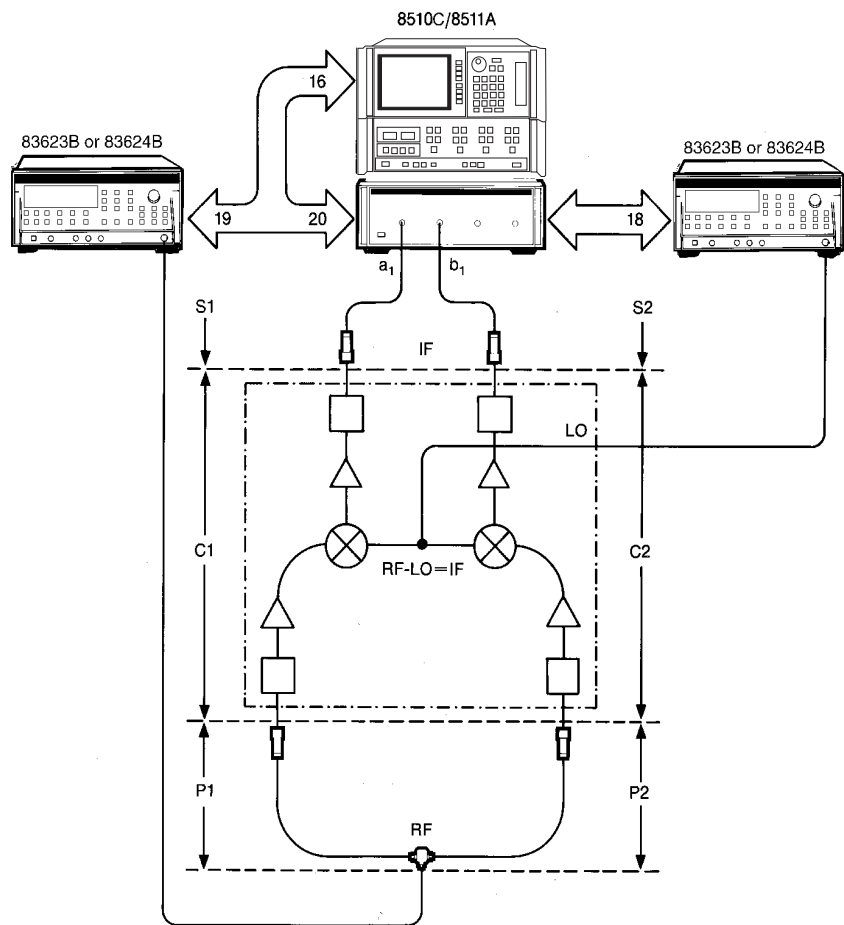 8510C/8511A
16
83623B or 83624B
83623B or 83624B
19
20
18
a1
b1
S1
S2
IF
LO
C1
C2
RF-LO=IF
P1
P2
RF